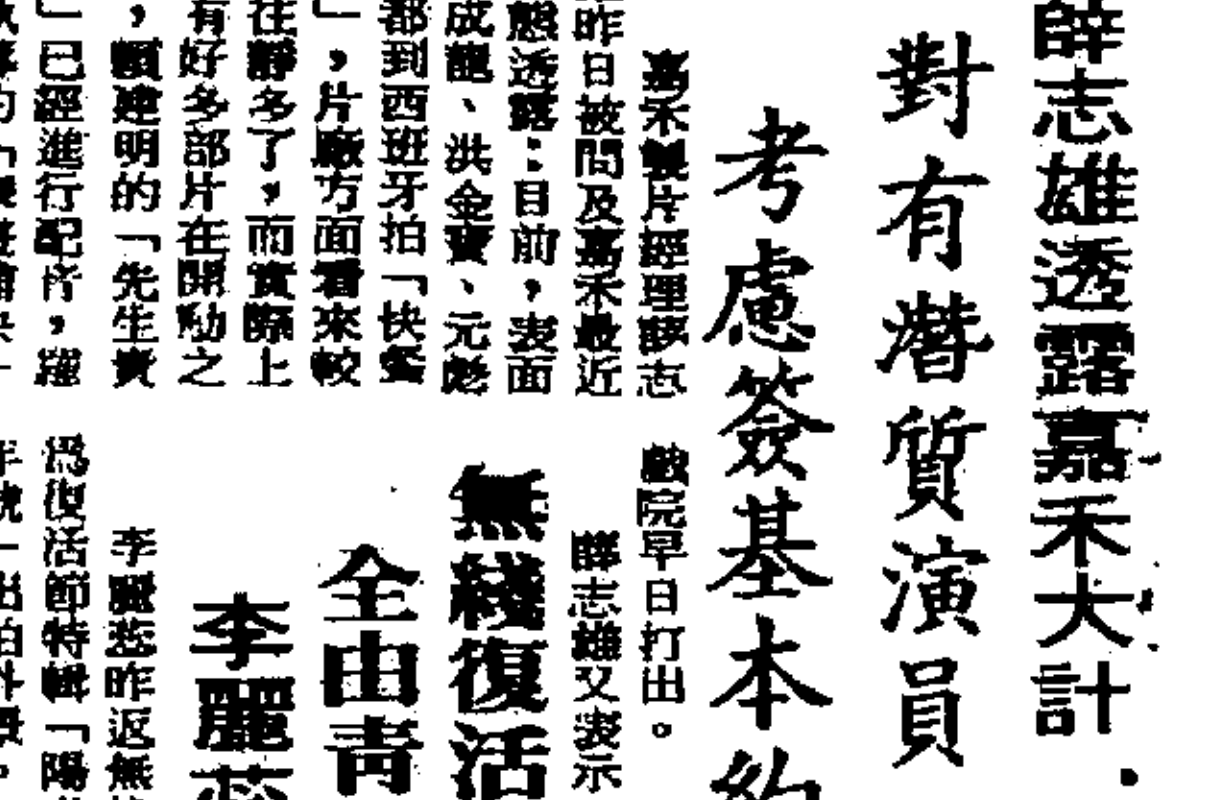 薛志雄透露嘉禾大計
對有潛質演員
考慮簽基本約
嘉禾製片經理薛志
昨日被問及嘉禾最近
態透露：目前，表面
成龍、洪金寶、元彪
都到西班牙拍「快餐
」，片廠方面看來較
往靜多了，而實際上
有好多部片在開動之
，顧建明的「先生貴
」已經進行配音，羅
戲院早日打出。
薛志雄又表示
無綫復活
全由青
李麗蕊
李麗蕊昨返無
為復活節特輯「陽